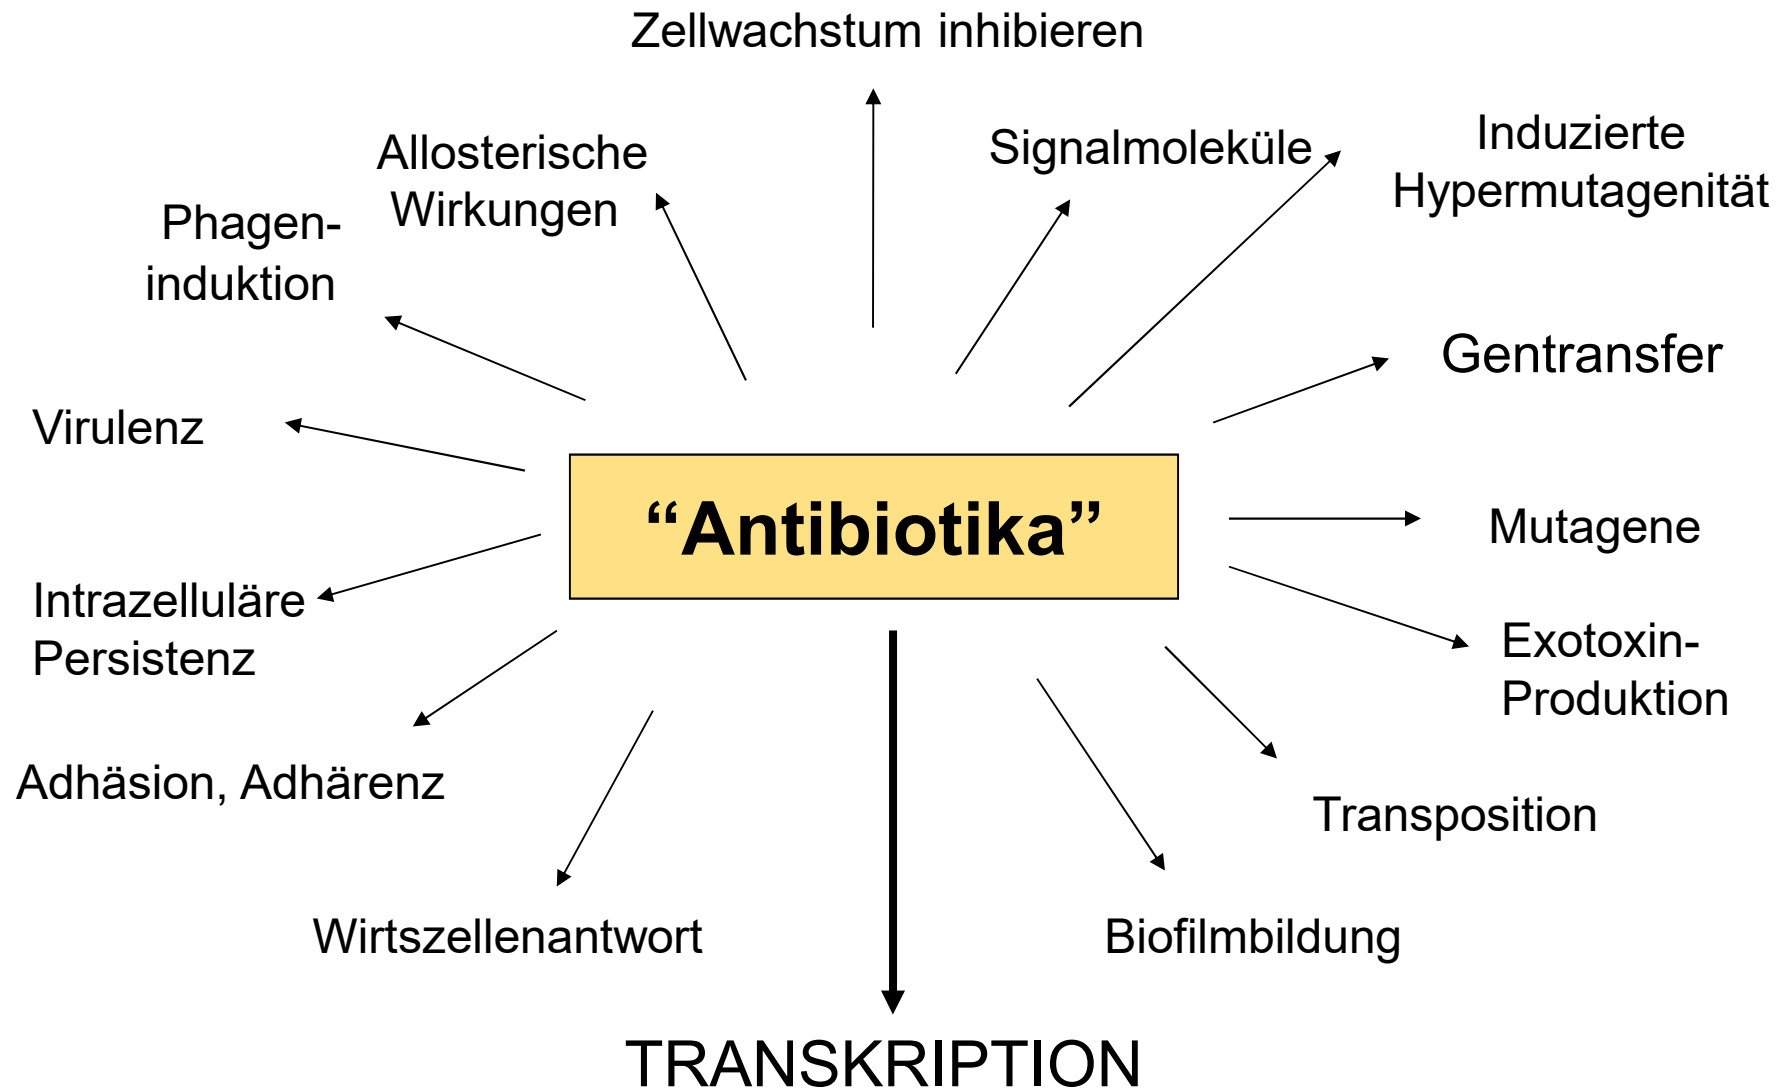 Zellwachstum inhibieren
Allosterische
Wirkungen
Signalmoleküle
Induzierte
Hypermutagenität
Phagen-
induktion
Gentransfer
Virulenz
“Antibiotika”
Mutagene
Intrazelluläre
Persistenz
Exotoxin-
Produktion
Adhäsion, Adhärenz
Transposition
Wirtszellenantwort
Biofilmbildung
TRANSKRIPTION